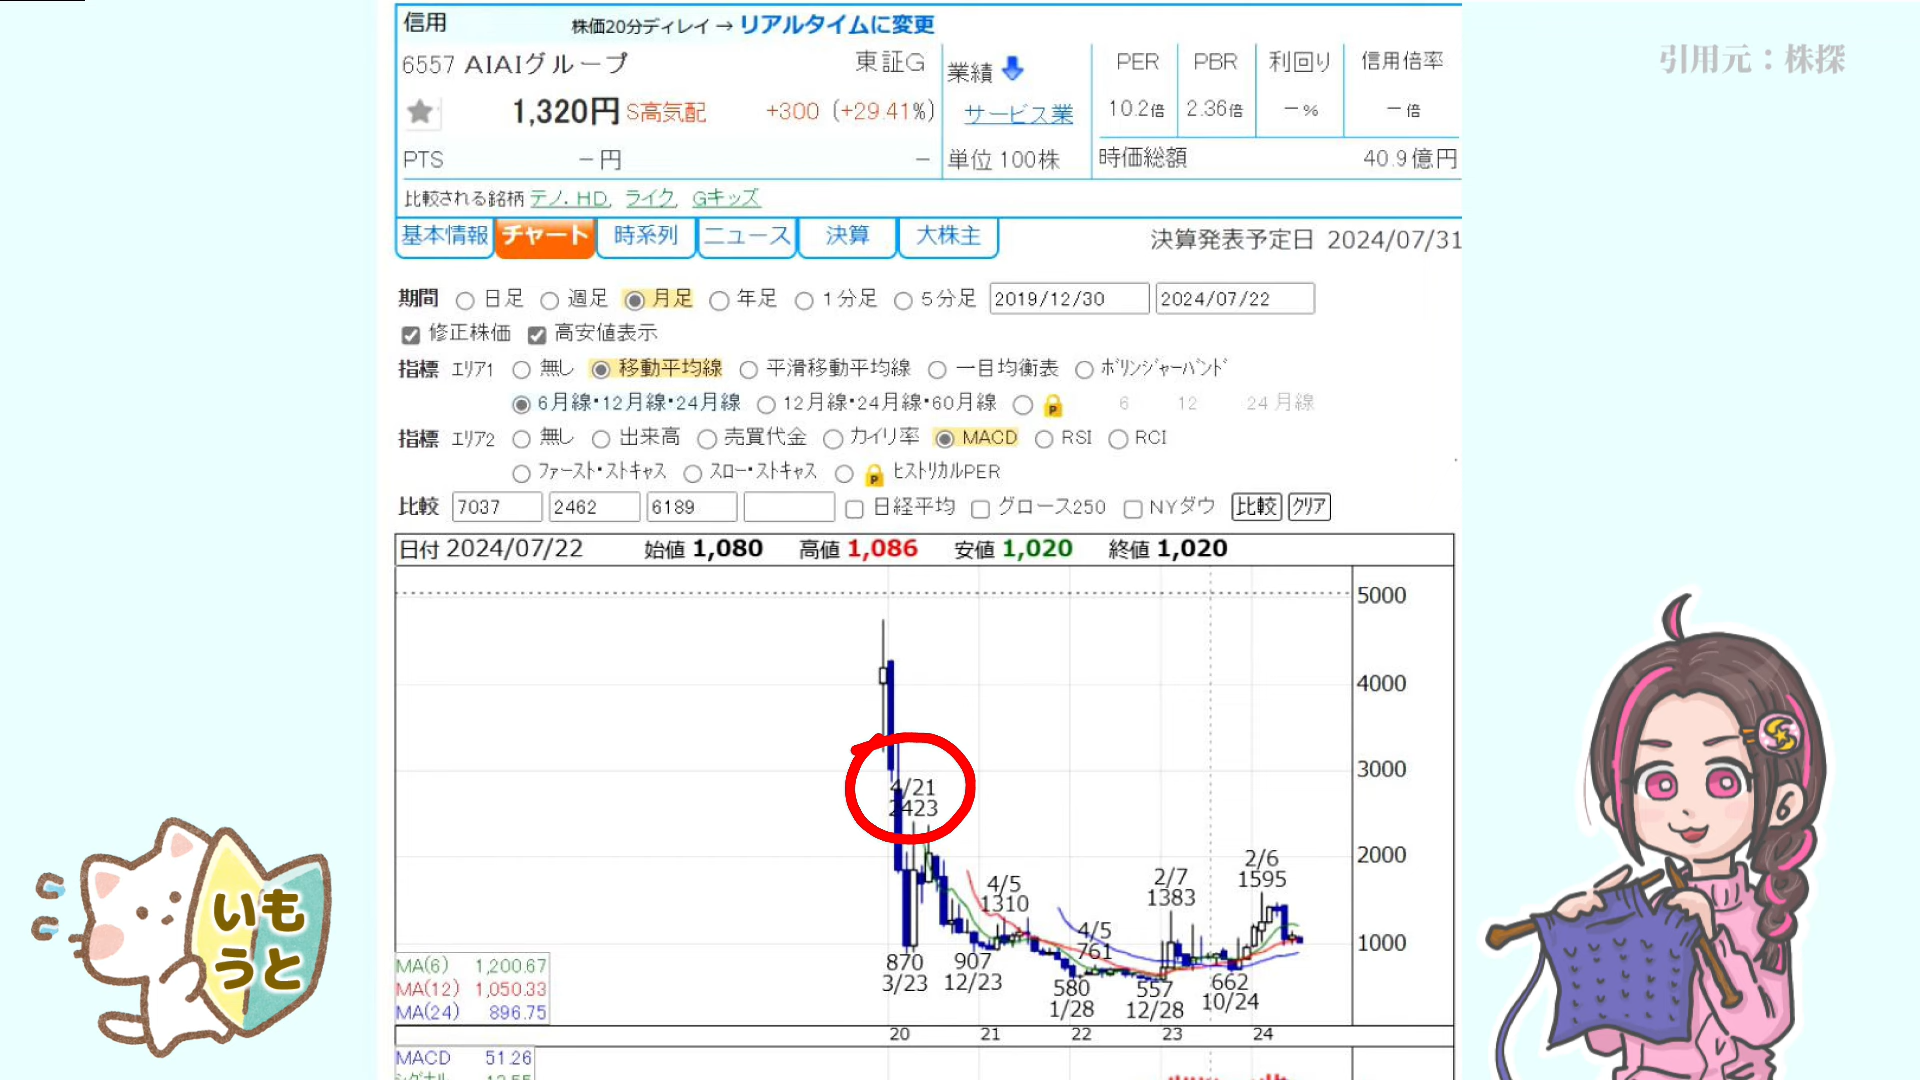 信用 株価20分ディレイ → リアルタイムに変更
引用元：株探
6557 AIAIグループ 東証G 業績 PER PBR 利回り 信用倍率
1,320円 S高気配 +300 (+29.41%) サービス業 10.2倍 2.36倍 －% －倍
PTS －円 － 単位 100株 時価総額 40.9億円
比較される銘柄 テノ．HD, ライク, Gキッズ
基本情報 チャート 時系列 ニュース 決算 大株主 決算発表予定日 2024/07/31
期間 日足 週足 月足 年足 1分足 5分足 2019/12/30 2024/07/22
修正株価 高安値表示
指標 エリア1 無し 移動平均線 平滑移動平均線 一目均衡表 ボリンジャーバンド
6月線・12月線・24月線 12月線・24月線・60月線 P 6 12 24 月線
指標 エリア2 無し 出来高 売買代金 カイリ率 MACD RSI RCI
ファースト・ストキャス スロー・ストキャス P ヒストリカルPER
比較 7037 2462 6189 日経平均 グロース250 NYダウ 比較 クリア
日付 2024/07/22 始値 1,080 高値 1,086 安値 1,020 終値 1,020
5000
4000
3000
4/21
2423
2000
2/6
1595
2/7
1383
4/5
1310
4/5
761
1000
870
3/23
907
12/23
580
1/28
557
12/28
662
10/24
MA(6) 1,200.67
MA(12) 1,050.33
MA(24) 896.75
20 21 22 23 24
MACD 51.26
いもうと